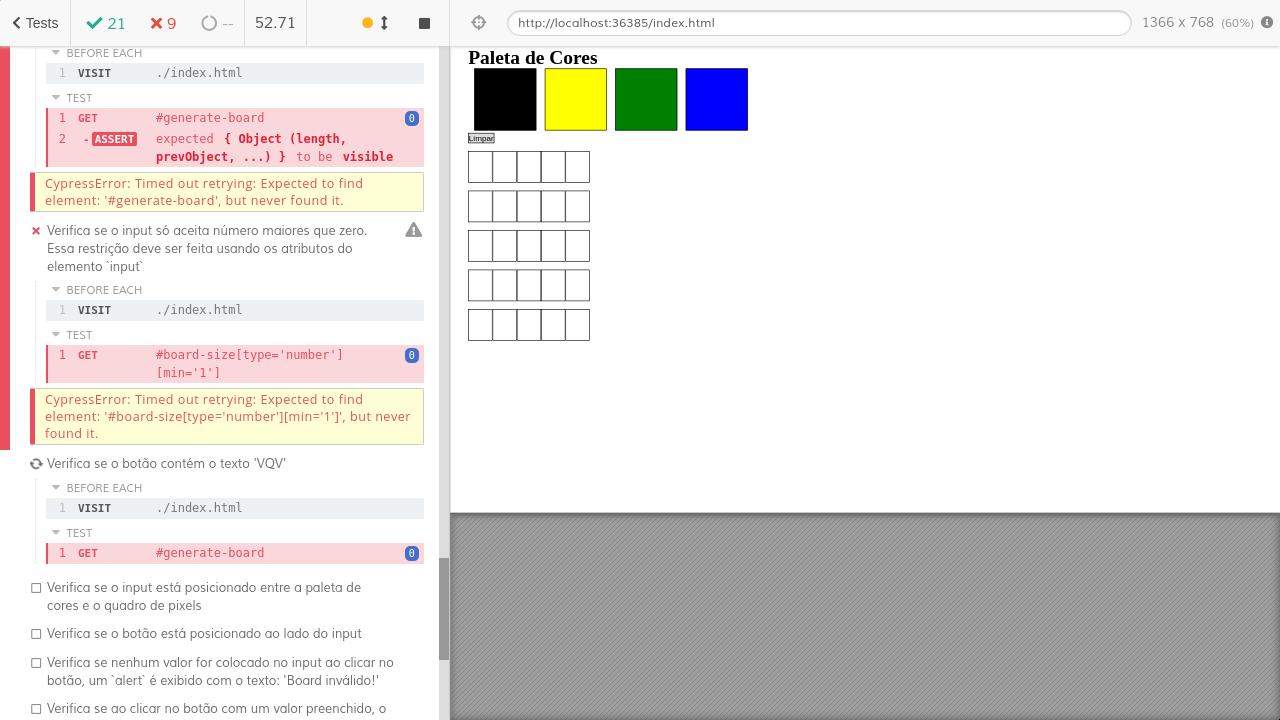 Tests
21
9
--
52.71
http://localhost:36385/index.html
1366 x 768 (60%)
BEFORE EACH
1 VISIT ./index.html
TEST
1 GET #generate-board 0
2 -ASSERT expected { Object (length,
prevObject, ...) } to be visible
CypressError: Timed out retrying: Expected to find
element: '#generate-board', but never found it.
Verifica se o input só aceita número maiores que zero.
Essa restrição deve ser feita usando os atributos do
elemento `input`
BEFORE EACH
1 VISIT ./index.html
TEST
1 GET #board-size[type='number'] 0
[min='1']
CypressError: Timed out retrying: Expected to find
element: '#board-size[type='number'][min='1']', but never
found it.
Verifica se o botão contém o texto 'VQV'
BEFORE EACH
1 VISIT ./index.html
TEST
1 GET #generate-board 0
Verifica se o input está posicionado entre a paleta de
cores e o quadro de pixels
Verifica se o botão está posicionado ao lado do input
Verifica se nenhum valor for colocado no input ao clicar no
botão, um `alert` é exibido com o texto: 'Board inválido!'
Verifica se ao clicar no botão com um valor preenchido, o
Paleta de Cores
Limpar